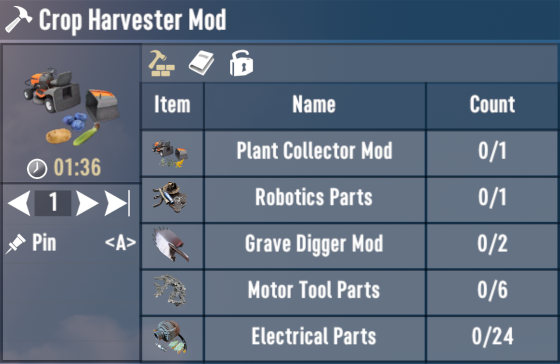 Crop Harvester Mod
Item Name Count
01:36
Plant Collector Mod 0/1
1
Robotics Parts 0/1
Pin <A>
Grave Digger Mod 0/2
Motor Tool Parts 0/6
Electrical Parts 0/24